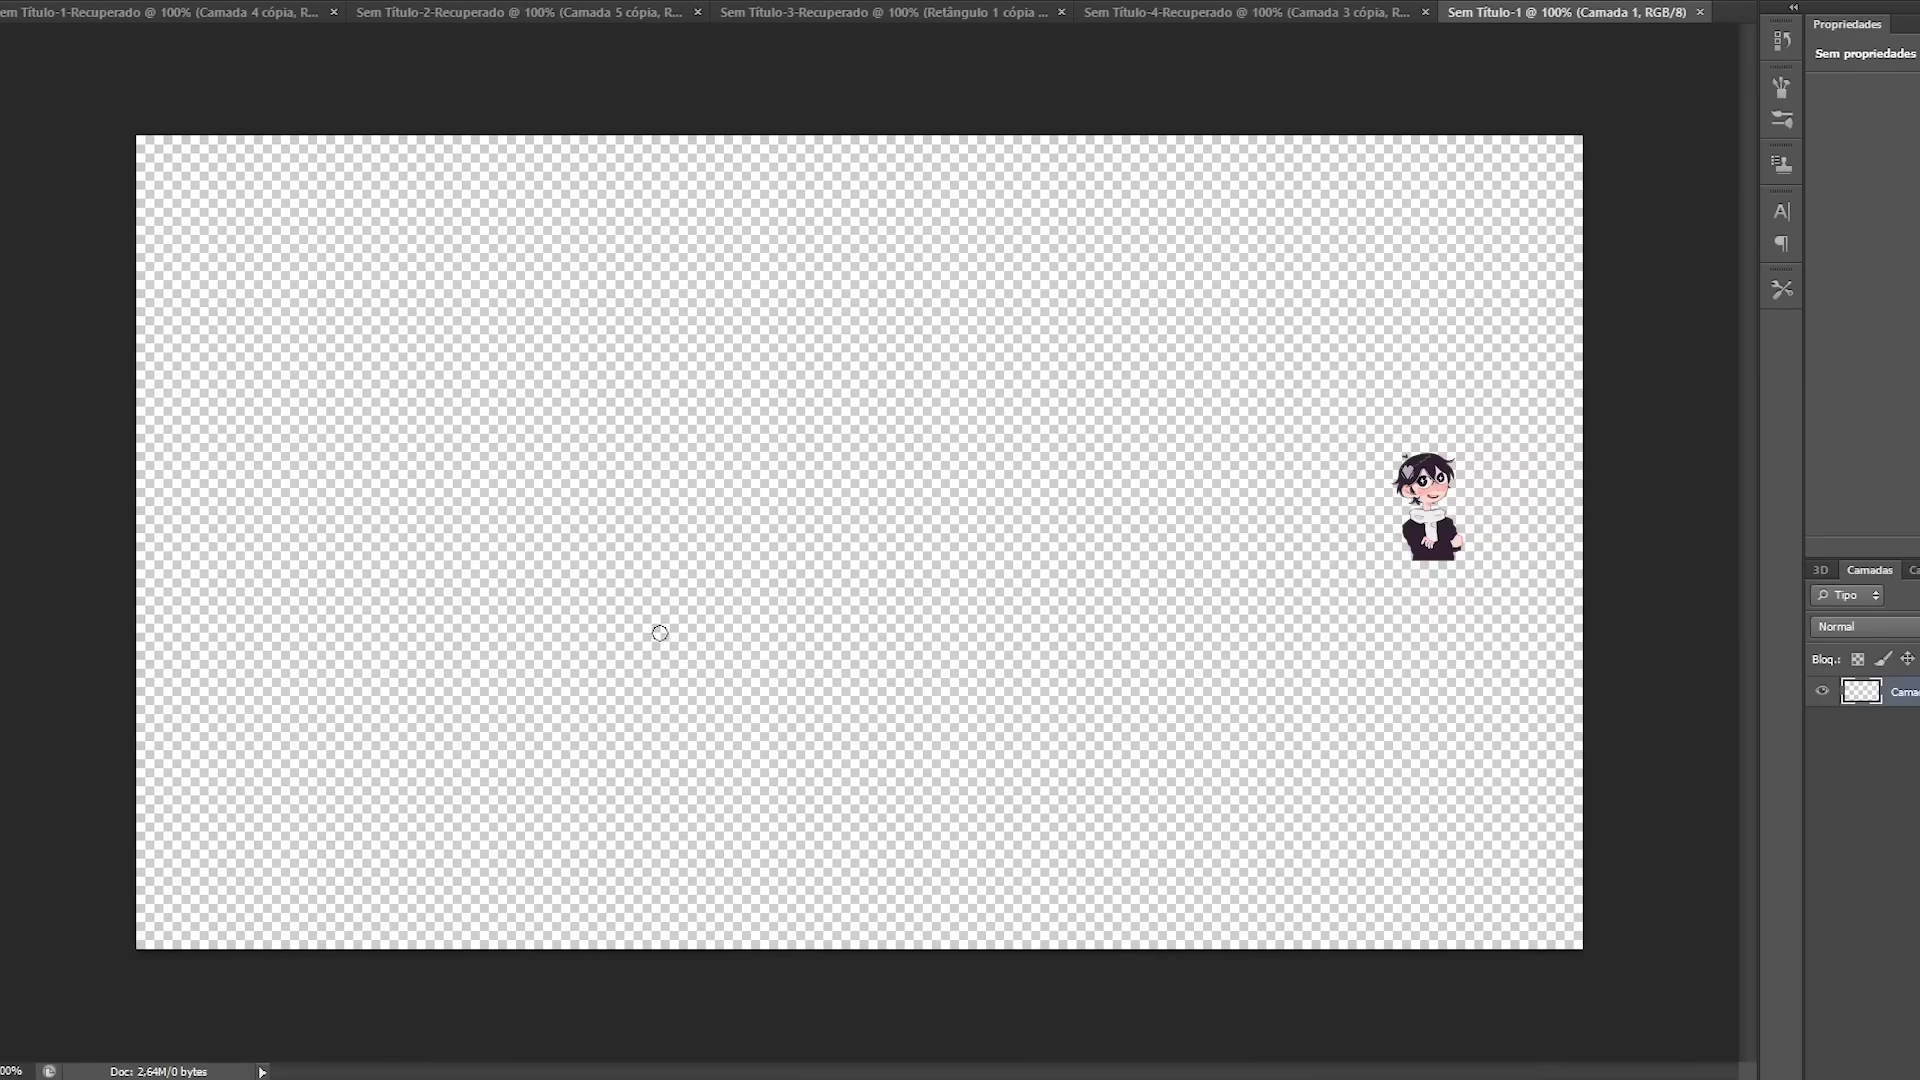 em Título-1-Recuperado @ 100% (Camada 4 cópia, R...
Sem Título-2-Recuperado @ 100% (Camada 5 cópia, R...
Sem Título-3-Recuperado @ 100% (Retângulo 1 cópia ...
Sem Título-4-Recuperado @ 100% (Camada 3 cópia, R...
Sem Título-1 @ 100% (Camada 1, RGB/8)
Propriedades
Sem propriedades
3D
Camadas
Ca
Tipo
Normal
Bloq.:
Cama
00%
Doc: 2,64M/0 bytes